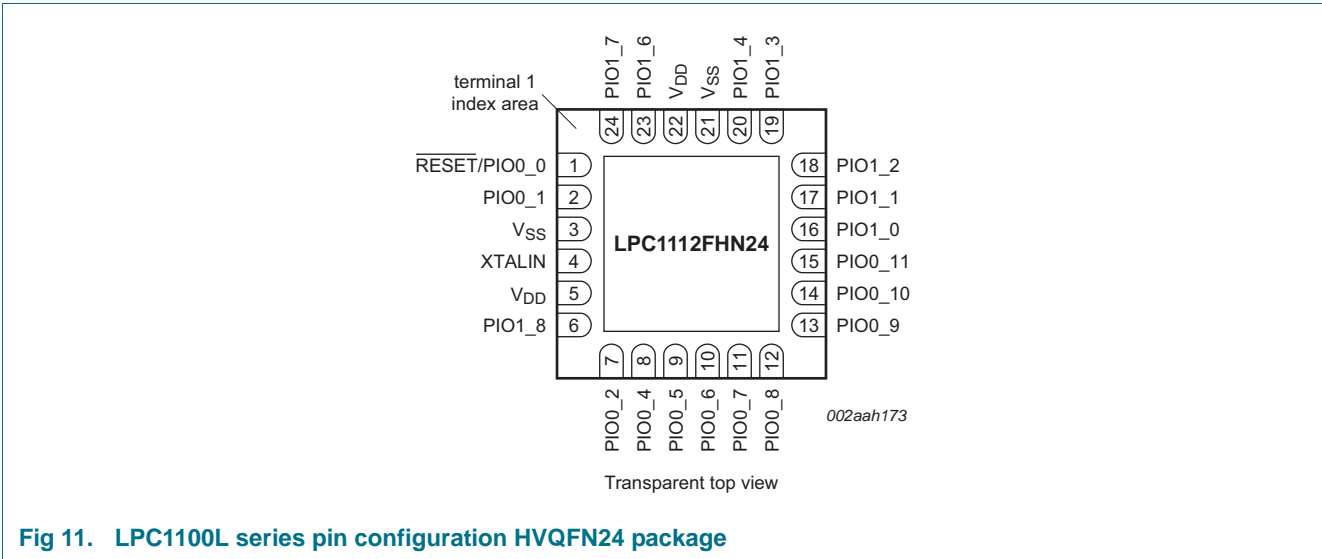 PIO1_7
PIO1_6
VDD
VSS
PIO1_4
PIO1_3
terminal 1
index area
24
23
22
21
20
19
RESET/PIO0_0 1
PIO0_1 2
VSS 3
XTALIN 4
VDD 5
PIO1_8 6
LPC1112FHN24
18 PIO1_2
17 PIO1_1
16 PIO1_0
15 PIO0_11
14 PIO0_10
13 PIO0_9
7
8
9
10
11
12
PIO0_2
PIO0_4
PIO0_5
PIO0_6
PIO0_7
PIO0_8
002aah173
Transparent top view
Fig 11. LPC1100L series pin configuration HVQFN24 package